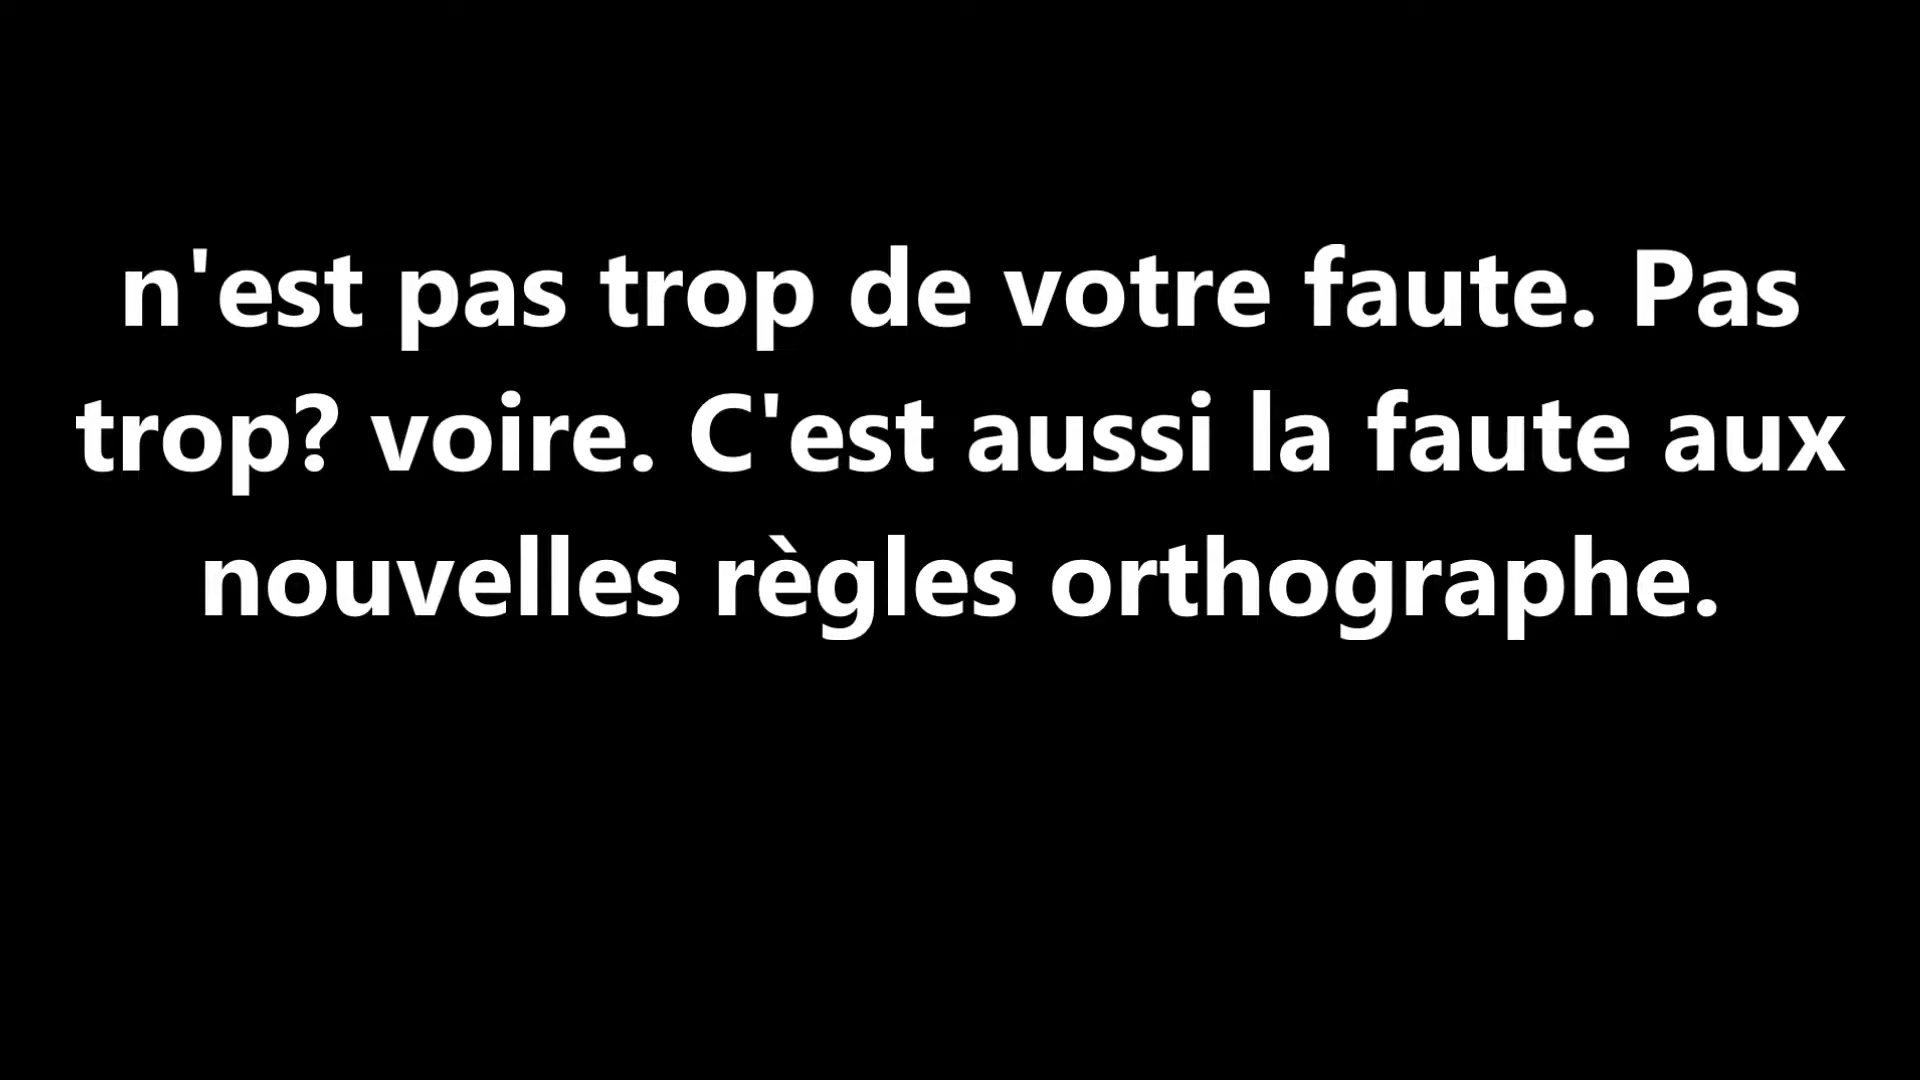 n'est pas trop de votre faute. Pas
trop? voire. C'est aussi la faute aux
nouvelles règles orthographe.